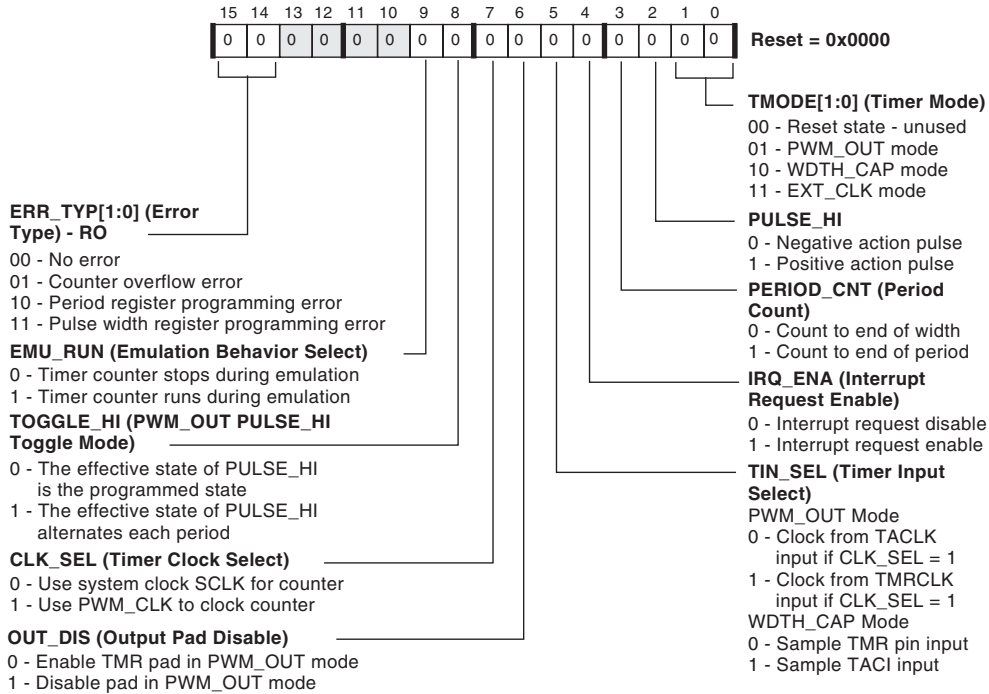 15 14 13 12 11 10 9 8 7 6 5 4 3 2 1 0
0 0 0 0 0 0 0 0 0 0 0 0 0 0 0 0
Reset = 0x0000
TMODE[1:0] (Timer Mode)
00 - Reset state - unused
01 - PWM_OUT mode
10 - WDTH_CAP mode
11 - EXT_CLK mode
PULSE_HI
0 - Negative action pulse
1 - Positive action pulse
PERIOD_CNT (Period
Count)
0 - Count to end of width
1 - Count to end of period
IRQ_ENA (Interrupt
Request Enable)
0 - Interrupt request disable
1 - Interrupt request enable
TIN_SEL (Timer Input
Select)
PWM_OUT Mode
0 - Clock from TACLK
input if CLK_SEL = 1
1 - Clock from TMRCLK
input if CLK_SEL = 1
WDTH_CAP Mode
0 - Sample TMR pin input
1 - Sample TACI input
ERR_TYP[1:0] (Error
Type) - RO
00 - No error
01 - Counter overflow error
10 - Period register programming error
11 - Pulse width register programming error
EMU_RUN (Emulation Behavior Select)
0 - Timer counter stops during emulation
1 - Timer counter runs during emulation
TOGGLE_HI (PWM_OUT PULSE_HI
Toggle Mode)
0 - The effective state of PULSE_HI
is the programmed state
1 - The effective state of PULSE_HI
alternates each period
CLK_SEL (Timer Clock Select)
0 - Use system clock SCLK for counter
1 - Use PWM_CLK to clock counter
OUT_DIS (Output Pad Disable)
0 - Enable TMR pad in PWM_OUT mode
1 - Disable pad in PWM_OUT mode